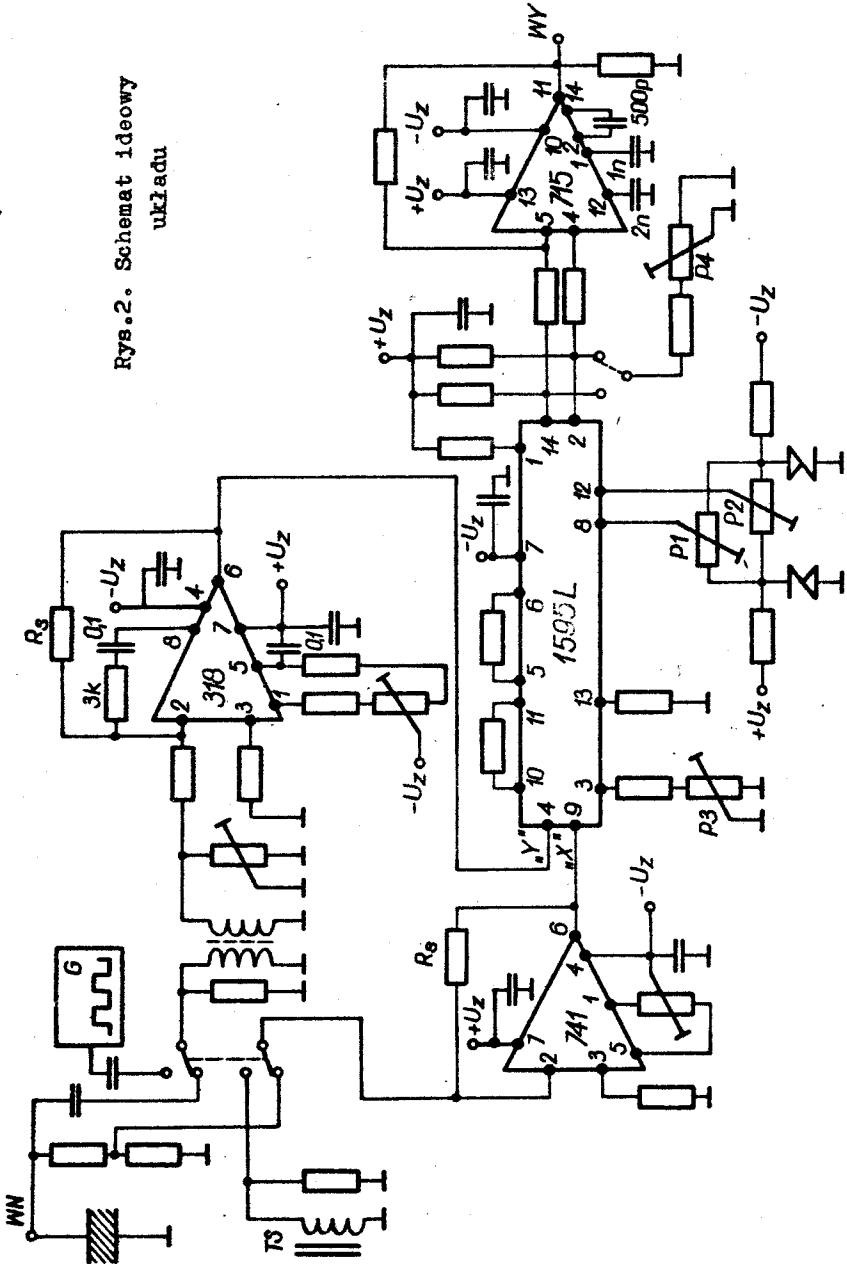 Rys.2. Schemat ideowy
układu
WN
TS
G
R₃
3k
0,1
-Uz
8
4
2
318
6
3
7
+Uz
5
0,1
1
-Uz
R₈
+Uz
7
2
741
6
3
4
1
5
-Uz
"Y"
"X"
4
9
10
11
5
6
7
1
-Uz
1595L
14
2
3
13
8
12
P3
P1
P2
+Uz
-Uz
+Uz
P4
+Uz
-Uz
13
10
11
WY
5
715
14
4
2
1
12
500p
1n
2n